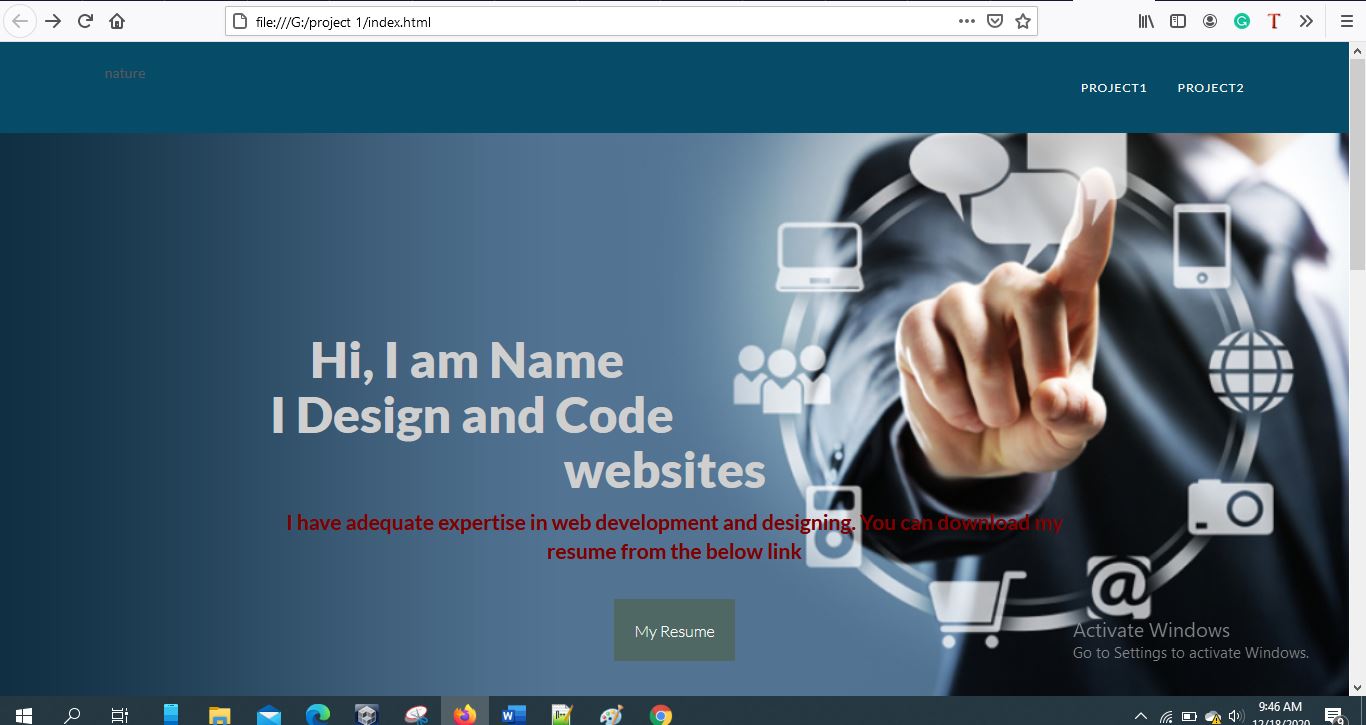 file:///G:/project 1/index.html
T
nature
PROJECT1
PROJECT2
Hi, I am Name
I Design and Code
websites
I have adequate expertise in web development and designing. You can download my
resume from the below link
My Resume
@
Activate Windows
Go to Settings to activate Windows.
9:46 AM
12/18/2020